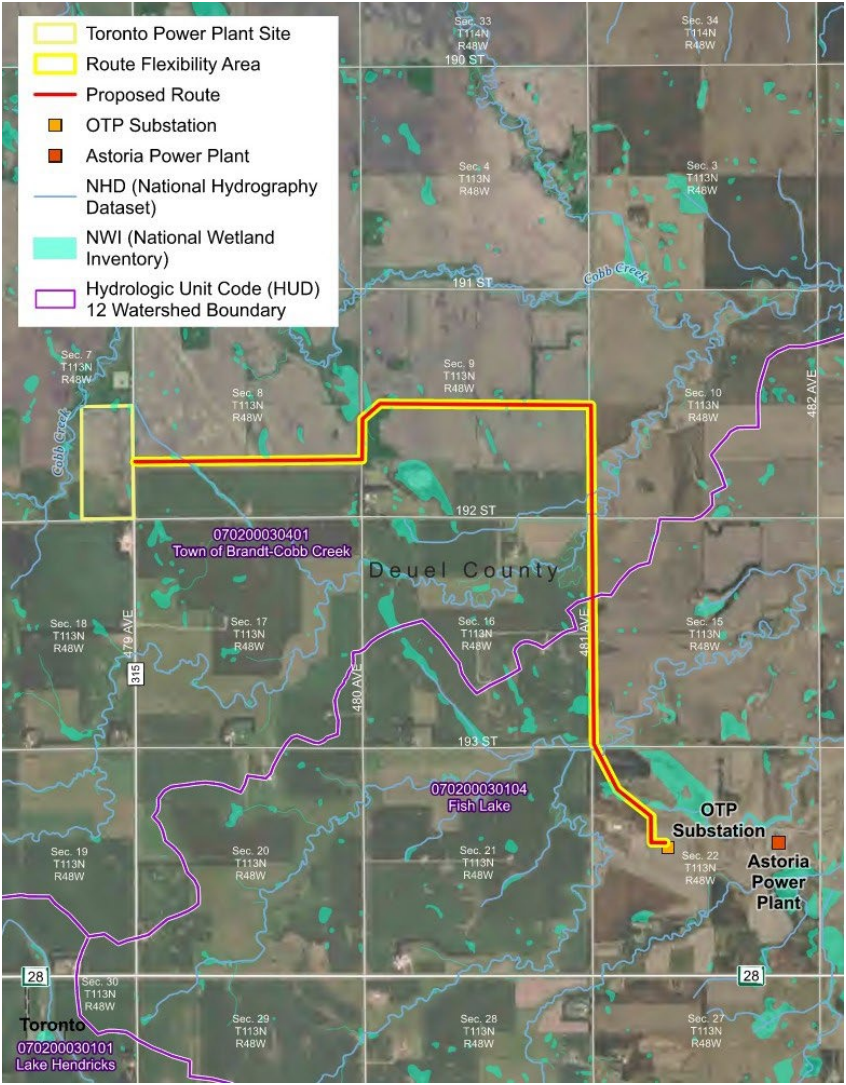 Toronto Power Plant Site
Route Flexibility Area
Proposed Route
OTP Substation
Astoria Power Plant
NHD (National Hydrography
Dataset)
NWI (National Wetland
Inventory)
Hydrologic Unit Code (HUD)
12 Watershed Boundary
Sec. 33
T114N
R48W
Sec. 34
T114N
R48W
190 ST
Sec. 4
T113N
R48W
Sec. 3
T113N
R48W
Cobb Creek
191 ST
Sec. 7
T113N
R48W
Sec. 8
T113N
R48W
Sec. 9
T113N
R48W
Sec. 10
T113N
R48W
482 AVE
Cobb Creek
192 ST
070200030401
Town of Brandt-Cobb Creek
Deuel County
Sec. 18
T113N
R48W
479 AVE
315
Sec. 17
T113N
R48W
480 AVE
Sec. 16
T113N
R48W
481 AVE
Sec. 15
T113N
R48W
193 ST
070200030104
Fish Lake
OTP
Substation
Astoria
Power
Plant
Sec. 19
T113N
R48W
Sec. 20
T113N
R48W
Sec. 21
T113N
R48W
Sec. 22
T113N
R48W
28
28
Sec. 30
T113N
R48W
Toronto
070200030101
Lake Hendricks
Sec. 29
T113N
R48W
Sec. 28
T113N
R48W
Sec. 27
T113N
R48W